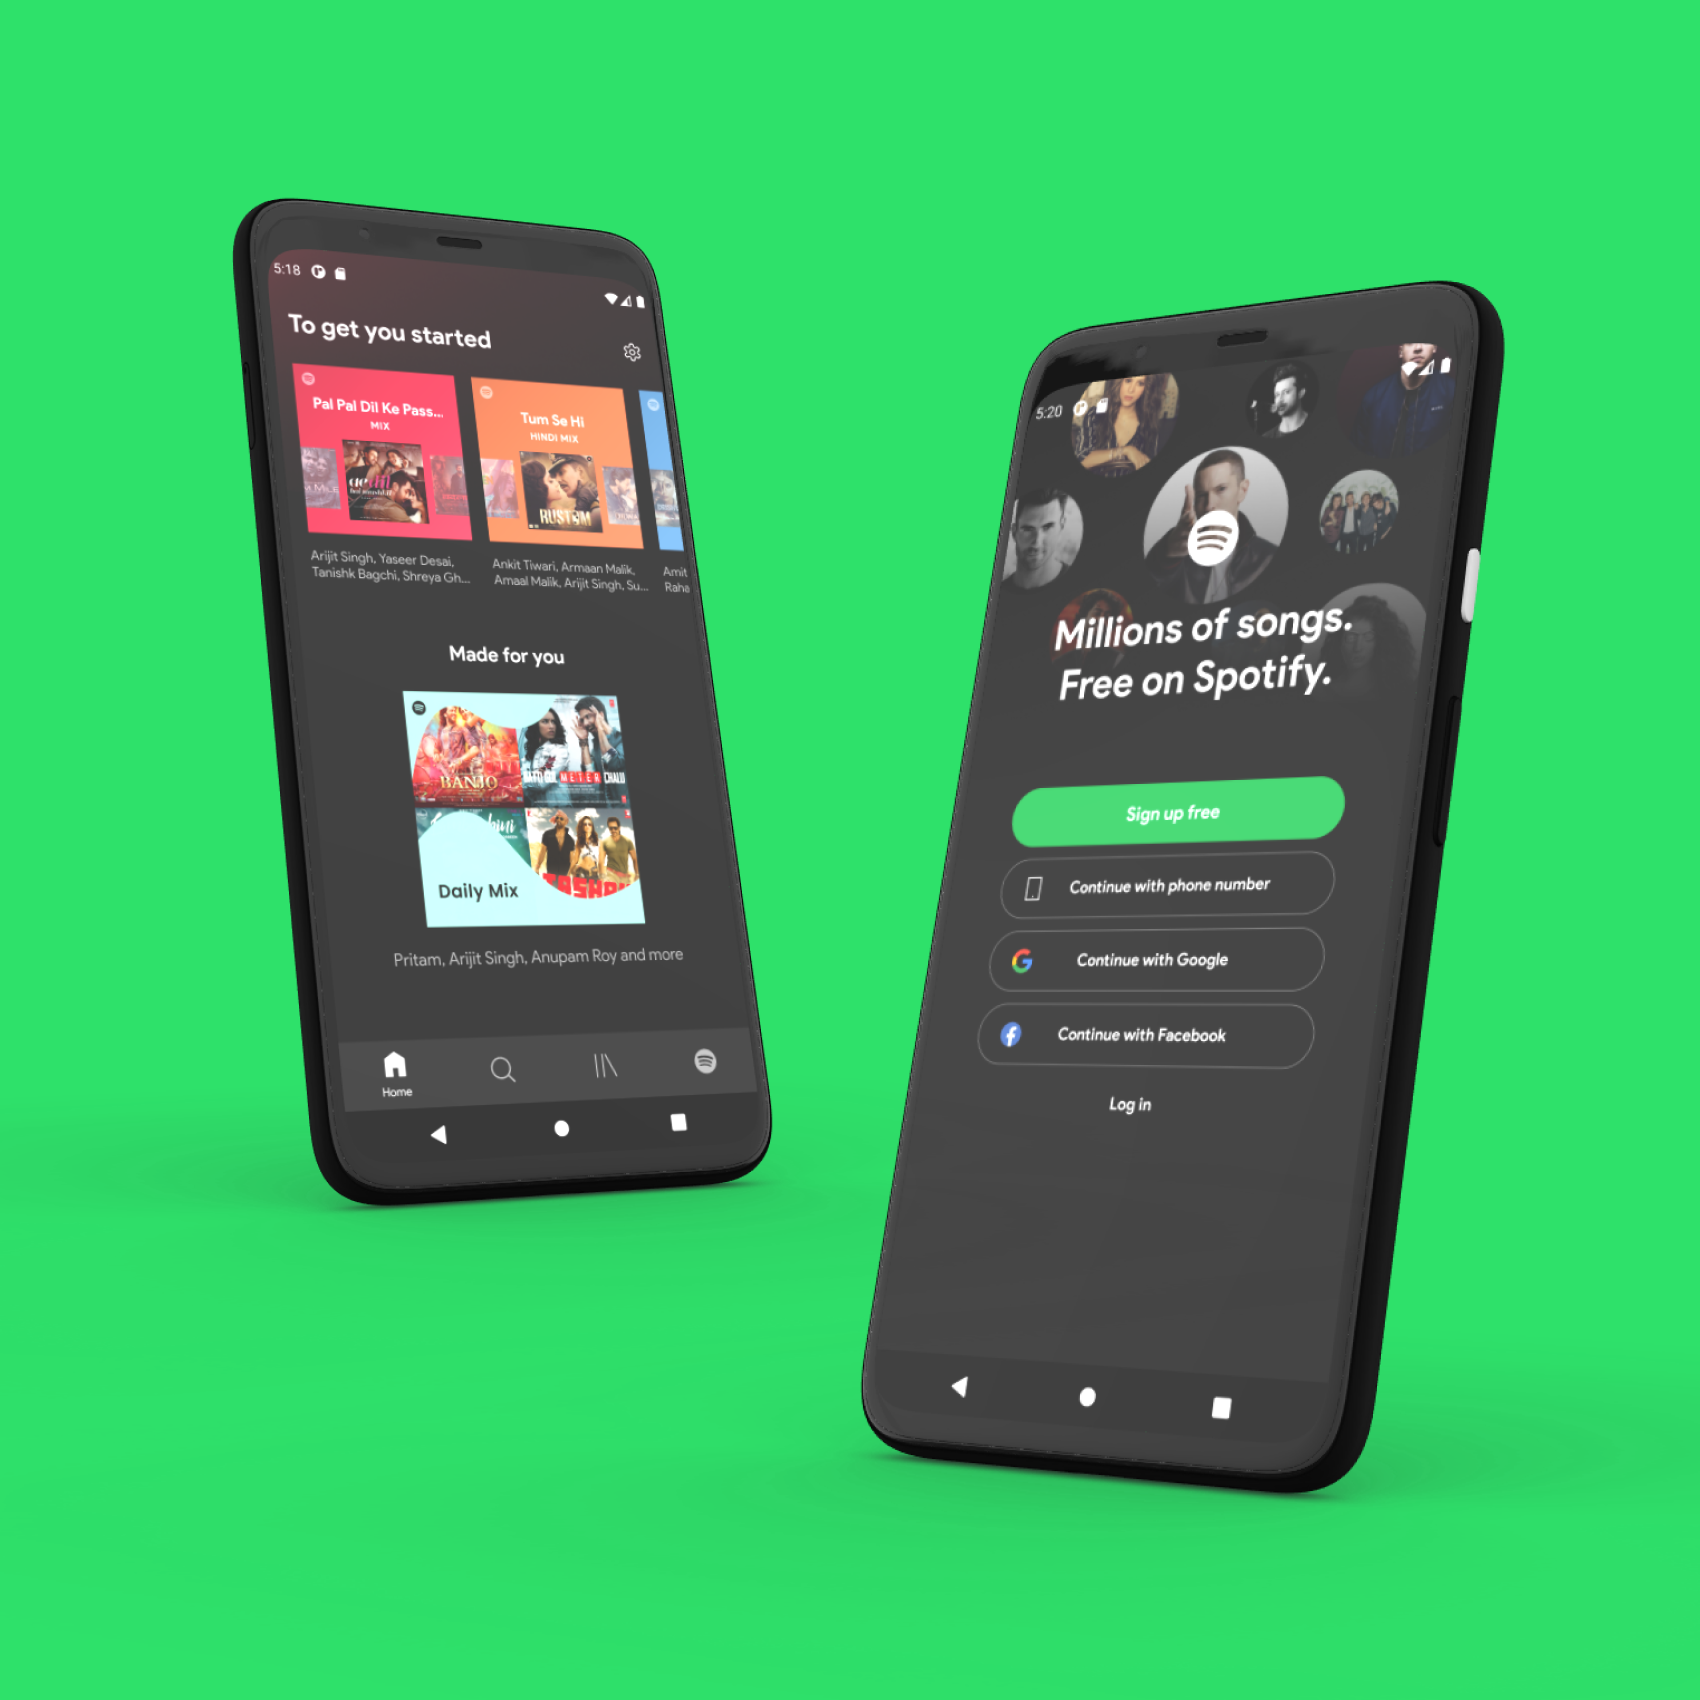 5:18
To get you started
Pal Pal Dil Ke Pass...
MIX
Tum Se Hi
HINDI MIX
RUSTOM
Arijit Singh, Yaseer Desai,
Tanishk Bagchi, Shreya Gh...
Ankit Tiwari, Armaan Malik,
Amaal Malik, Arijit Singh, Su...
Amit
Raha
Made for you
BANJO
METER CHALU
Daily Mix
Pritam, Arijit Singh, Anupam Roy and more
Home
5:20
Millions of songs.
Free on Spotify.
Sign up free
Continue with phone number
Continue with Google
Continue with Facebook
Log in